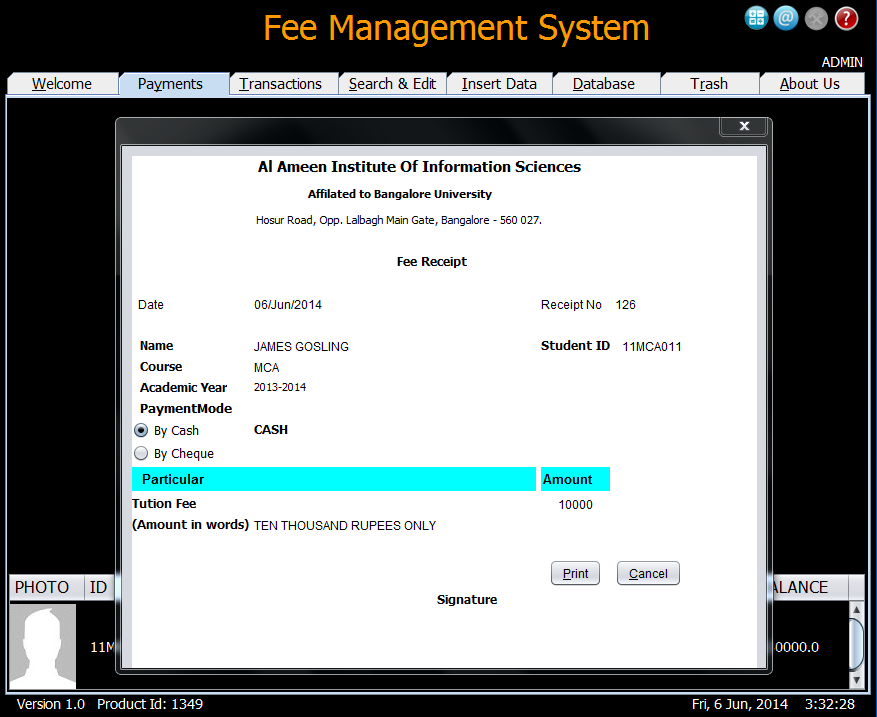 Fee Management System
ADMIN
Welcome Payments Transactions Search & Edit Insert Data Database Trash About Us
Al Ameen Institute Of Information Sciences
Affilated to Bangalore University
Hosur Road, Opp. Lalbagh Main Gate, Bangalore - 560 027.
Fee Receipt
Date 06/Jun/2014 Receipt No 126
Name JAMES GOSLING Student ID 11MCA011
Course MCA
Academic Year 2013-2014
PaymentMode
By Cash CASH
By Cheque
Particular Amount
Tution Fee 10000
(Amount in words) TEN THOUSAND RUPEES ONLY
Print Cancel
PHOTO ID ALANCE
Signature
11M 0000.0
Version 1.0 Product Id: 1349 Fri, 6 Jun, 2014 3:32:28